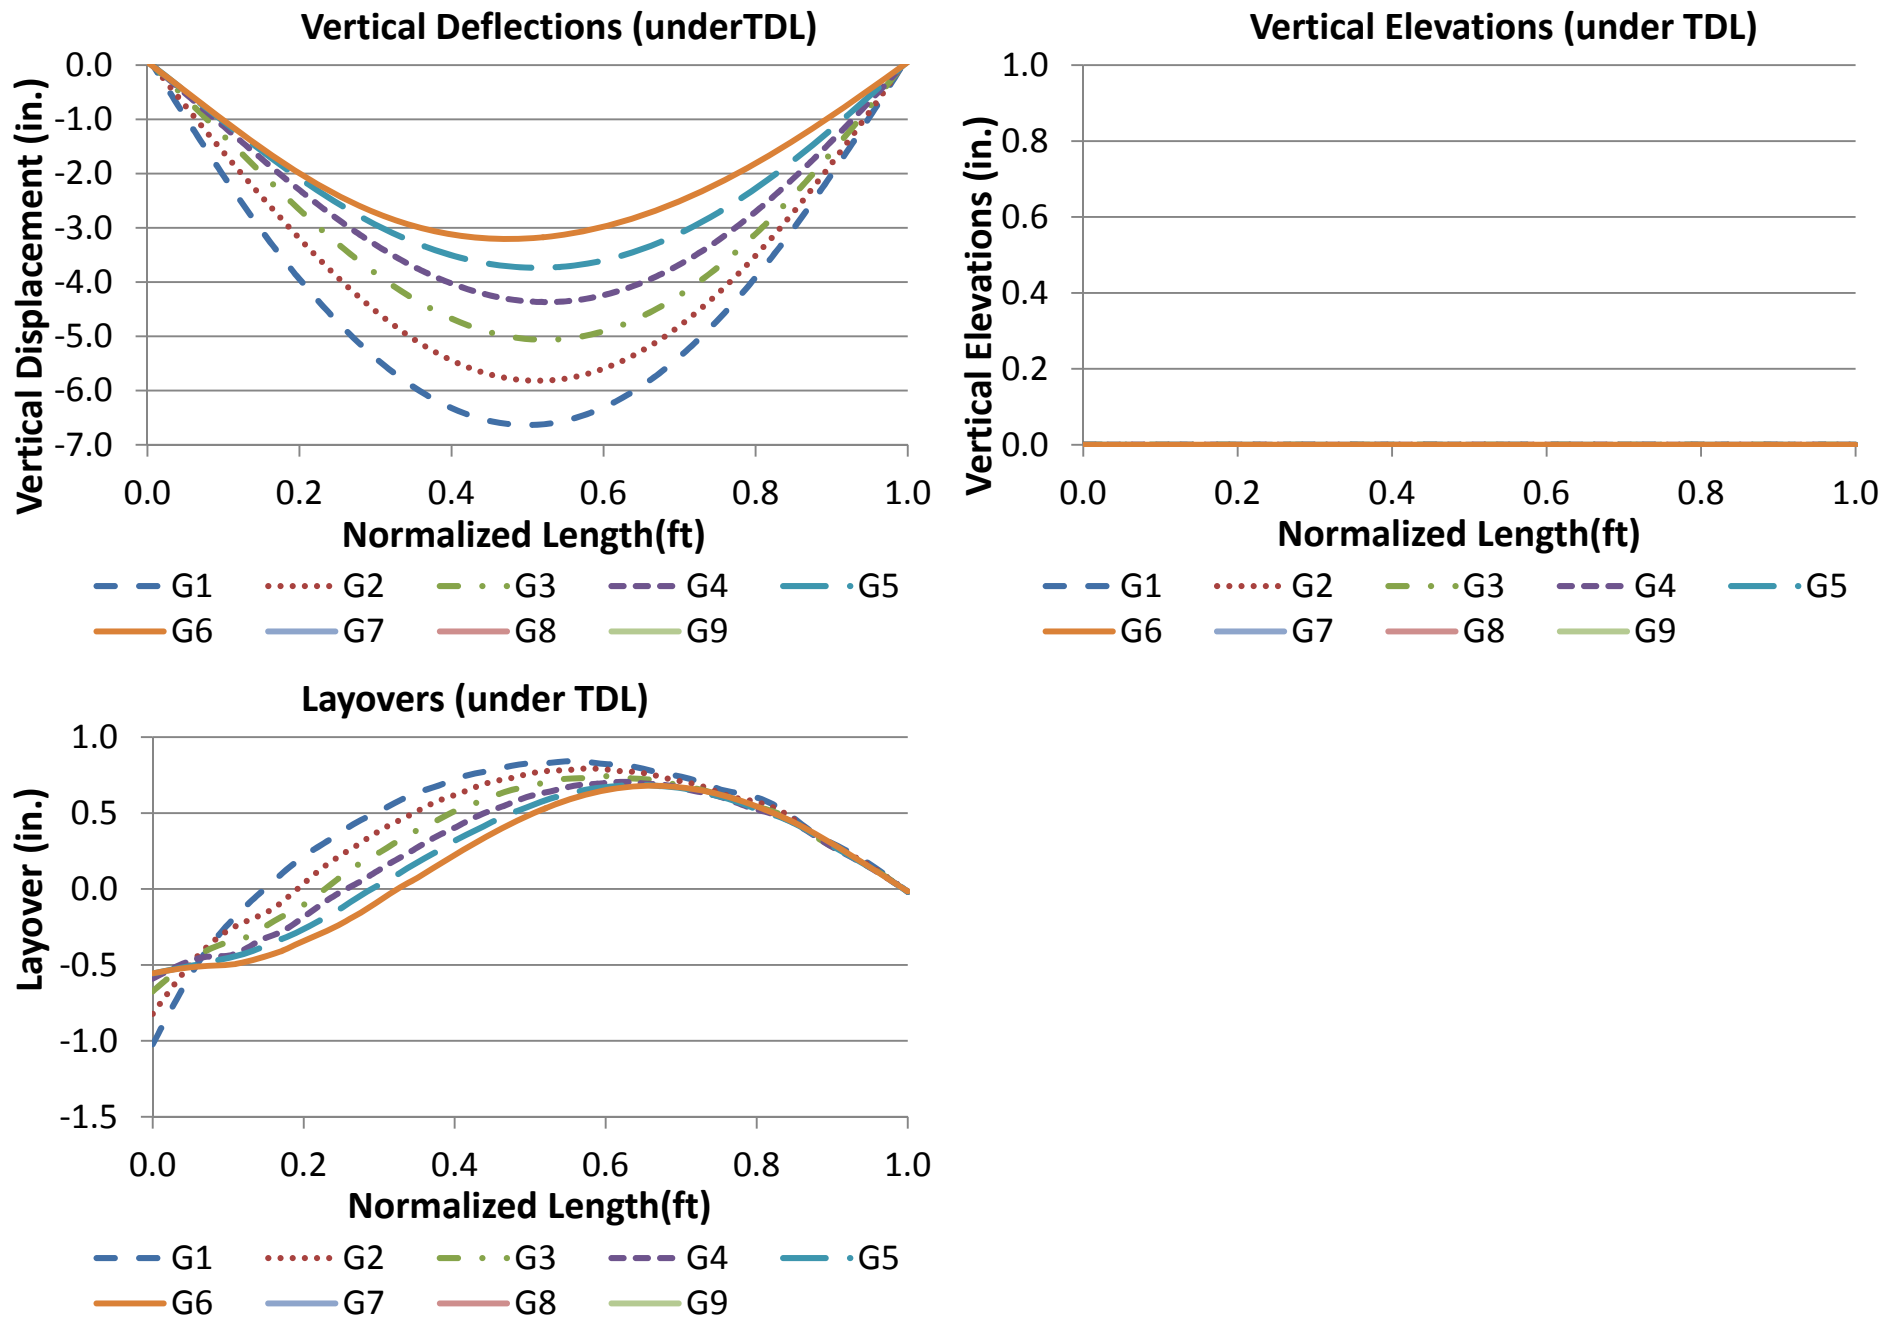 Vertical Deflections (underTDL)
0.0
-1.0
-2.0
-3.0
-4.0
-5.0
-6.0
-7.0
Vertical Displacement (in.)
0.0 0.2 0.4 0.6 0.8 1.0
Normalized Length(ft)
G1 G2 G3 G4 G5
G6 G7 G8 G9
Vertical Elevations (under TDL)
1.0
0.8
0.6
0.4
0.2
0.0
Vertical Elevations (in.)
0.0 0.2 0.4 0.6 0.8 1.0
Normalized Length(ft)
G1 G2 G3 G4 G5
G6 G7 G8 G9
Layovers (under TDL)
1.0
0.5
0.0
-0.5
-1.0
-1.5
Layover (in.)
0.0 0.2 0.4 0.6 0.8 1.0
Normalized Length(ft)
G1 G2 G3 G4 G5
G6 G7 G8 G9